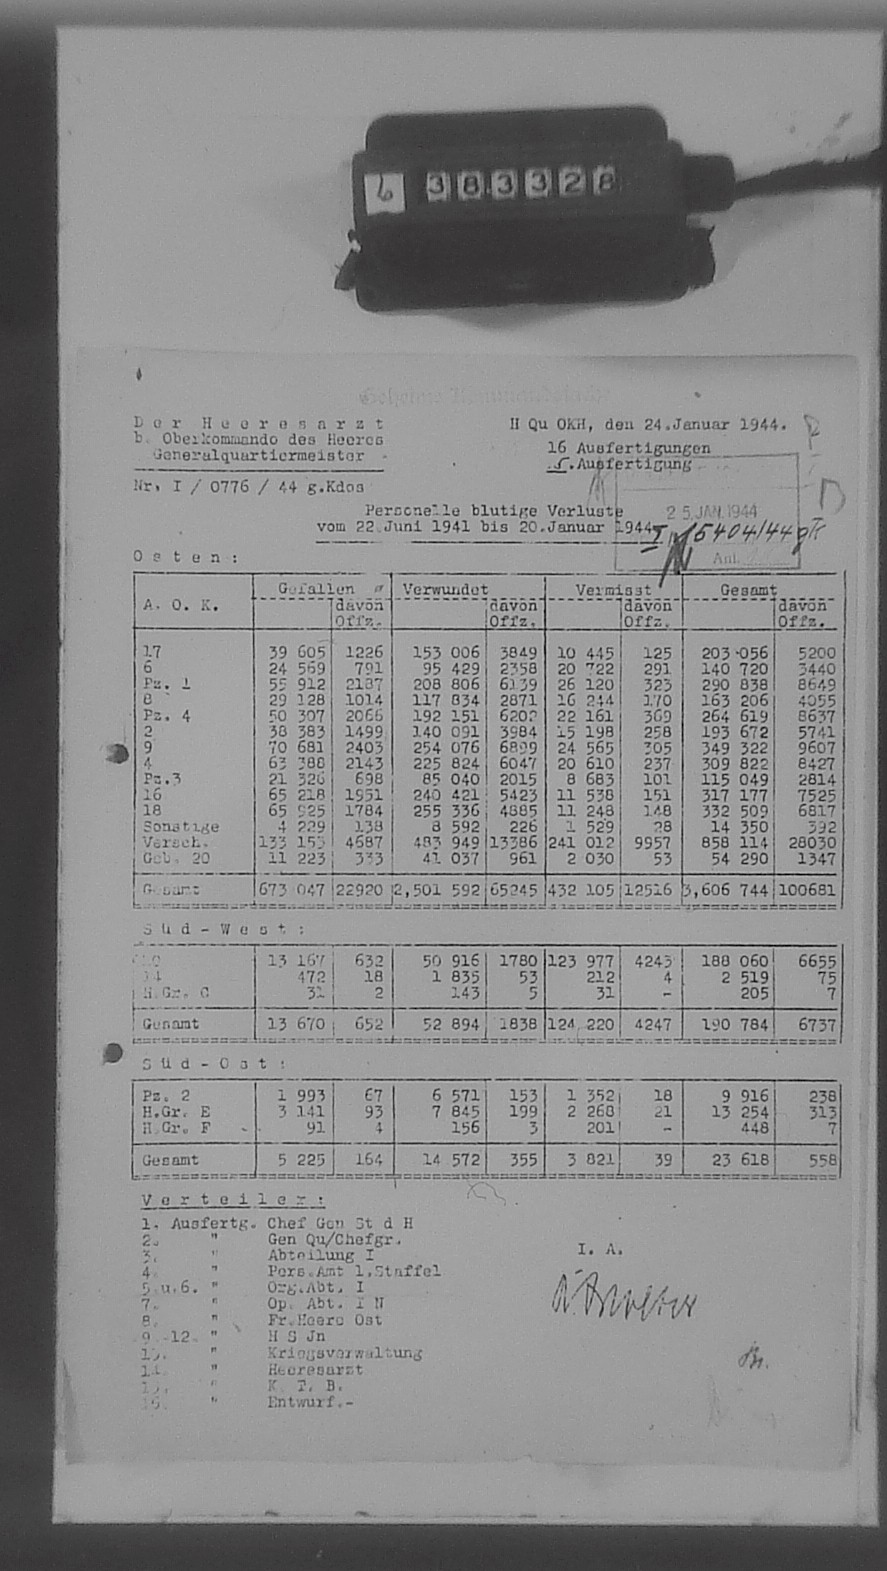 6 383328
Geheime Kommandosache
Der Heeresarzt
b. Oberkommando des Heeres
Generalquartiermeister
H Qu OKH, den 24.Januar 1944.
16 Ausfertigungen
5.Ausfertigung
Nr. I / 0776 / 44 g.Kdos
Personelle blutige Verluste
vom 22.Juni 1941 bis 20.Januar 1944
25. JAN. 1944
5404/44 gK
Anl.
Osten:
A. O. K. Gefallen Verwundet Vermisst Gesamt
davon Offz. davon Offz. davon Offz. davon Offz.
17 39 605 1226 153 006 3849 10 445 125 203 056 5200
6 24 569 791 95 429 2358 20 722 291 140 720 3440
Pz. 1 55 912 2187 208 806 6139 26 120 323 290 838 8649
8 29 128 1014 117 834 2871 16 244 170 163 206 4055
Pz. 4 50 307 2066 192 151 6202 22 161 369 264 619 8637
2 38 383 1499 140 091 3984 15 198 258 193 672 5741
9 70 681 2403 254 076 6899 24 565 305 349 322 9607
4 63 388 2143 225 824 6047 20 610 237 309 822 8427
Pz.3 21 326 698 85 040 2015 8 683 101 115 049 2814
16 65 218 1951 240 421 5423 11 538 151 317 177 7525
18 65 925 1784 255 336 4885 11 248 148 332 509 6817
Sonstige 4 229 138 8 592 226 1 529 28 14 350 392
Versch. 133 153 4687 483 949 13386 241 012 9957 858 114 28030
Geb. 20 11 223 333 41 037 961 2 030 53 54 290 1347
Gesamt 673 047 22920 2,501 592 65245 432 105 12516 3,606 744 100681
Süd-West:
10 13 167 632 50 916 1780 123 977 4243 188 060 6655
14 472 18 1 835 53 212 4 2 519 75
H.Gr. C 31 2 143 5 31 - 205 7
Gesamt 13 670 652 52 894 1838 124 220 4247 190 784 6737
Süd-Ost:
Pz. 2 1 993 67 6 571 153 1 352 18 9 916 238
H.Gr. E 3 141 93 7 845 199 2 268 21 13 254 313
H.Gr. F 91 4 156 3 201 - 448 7
Gesamt 5 225 164 14 572 355 3 821 39 23 618 558
Verteiler:
1. Ausfertg. Chef Gen St d H
2. " Gen Qu/Chefgr.
3. " Abteilung I
4. " Pers.Amt 1.Staffel
5.u.6. " Org.Abt. I
7. " Op. Abt. I N
8. " Fr.Heere Ost
9.-12. " H S Jn
13. " Kriegsverwaltung
14. " Heeresarzt
15. " K. T. B.
16. " Entwurf.-
I. A.